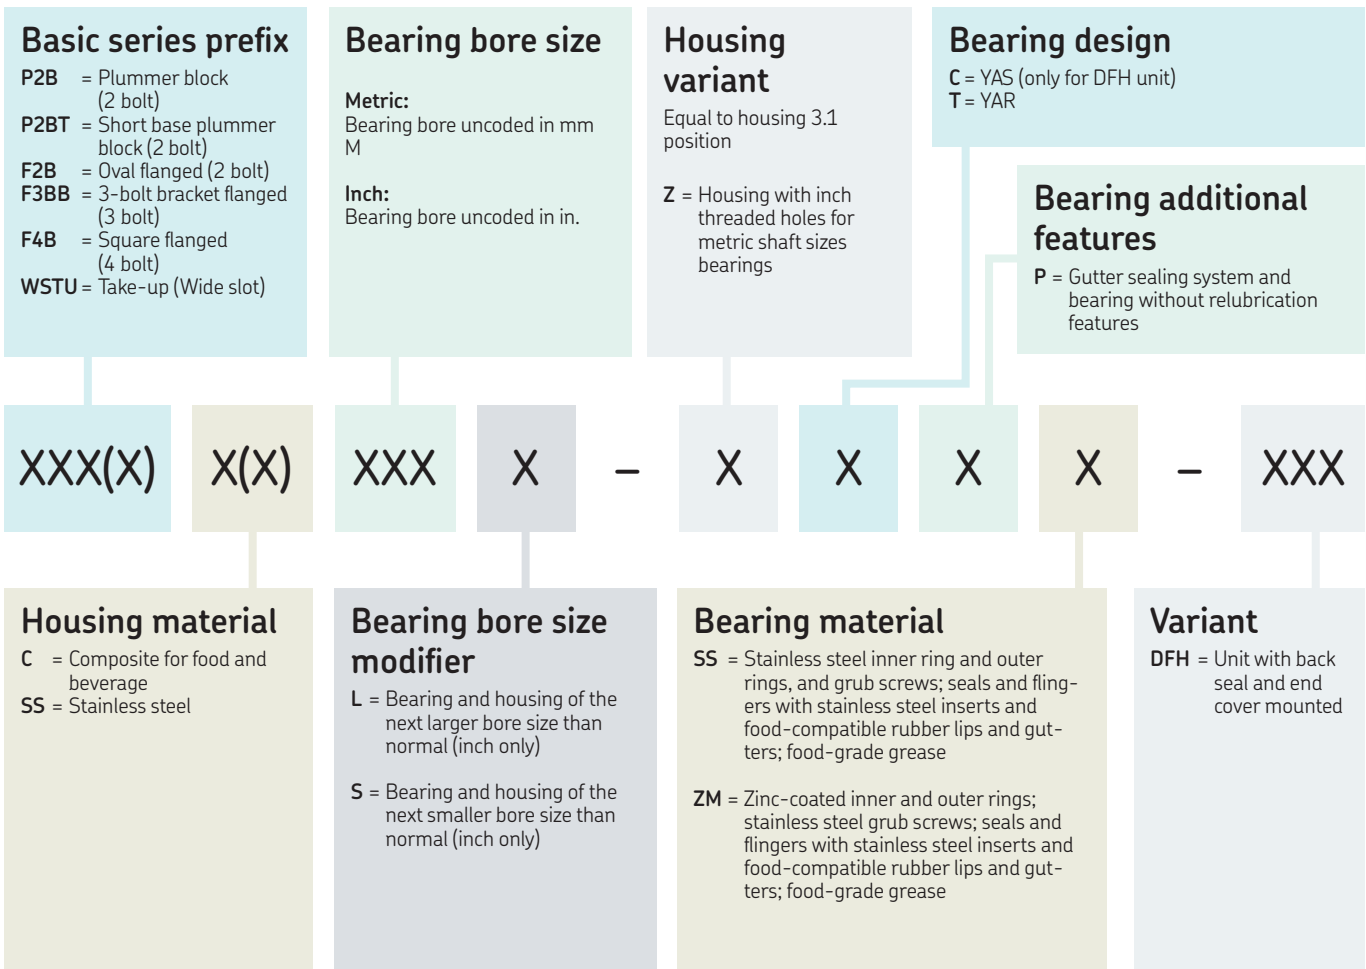 Basic series prefix
P2B = Plummer block
(2 bolt)
P2BT = Short base plummer
block (2 bolt)
F2B = Oval flanged (2 bolt)
F3BB = 3-bolt bracket flanged
(3 bolt)
F4B = Square flanged
(4 bolt)
WSTU = Take-up (Wide slot)
Bearing bore size
Metric:
Bearing bore uncoded in mm
M
Inch:
Bearing bore uncoded in in.
Housing
variant
Equal to housing 3.1
position
Z = Housing with inch
threaded holes for
metric shaft sizes
bearings
Bearing design
C = YAS (only for DFH unit)
T = YAR
Bearing additional
features
P = Gutter sealing system and
bearing without relubrication
features
XXX(X) X(X) XXX X – X X X X – XXX
Housing material
C = Composite for food and
beverage
SS = Stainless steel
Bearing bore size
modifier
L = Bearing and housing of the
next larger bore size than
normal (inch only)
S = Bearing and housing of the
next smaller bore size than
normal (inch only)
Bearing material
SS = Stainless steel inner ring and outer
rings, and grub screws; seals and fling-
ers with stainless steel inserts and
food-compatible rubber lips and gut-
ters; food-grade grease
ZM = Zinc-coated inner and outer rings;
stainless steel grub screws; seals and
flingers with stainless steel inserts and
food-compatible rubber lips and gut-
ters; food-grade grease
Variant
DFH = Unit with back
seal and end
cover mounted